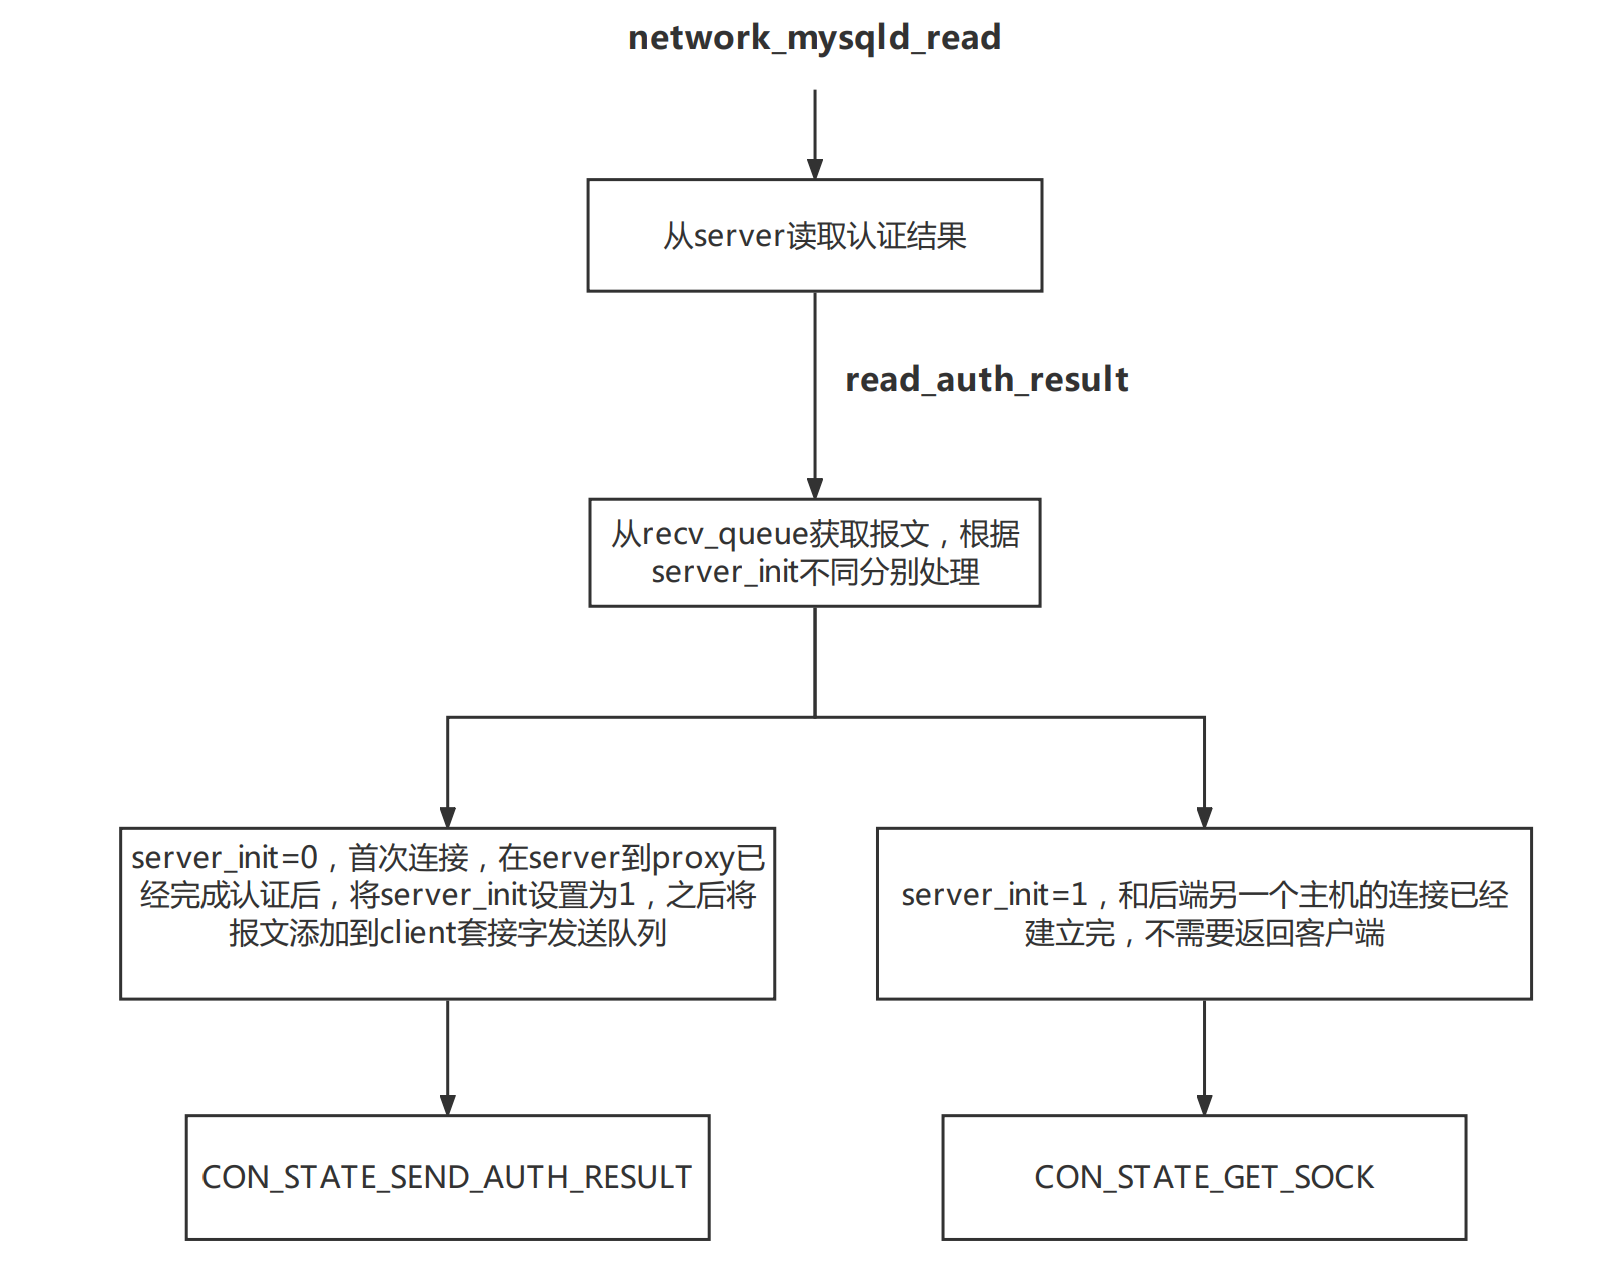 network_mysqld_read
从server读取认证结果
read_auth_result
从recv_queue获取报文，根据
server_init不同分别处理
server_init=0，首次连接，在server到proxy已
经完成认证后，将server_init设置为1，之后将
报文添加到client套接字发送队列
server_init=1，和后端另一个主机的连接已经
建立完，不需要返回客户端
CON_STATE_SEND_AUTH_RESULT
CON_STATE_GET_SOCK